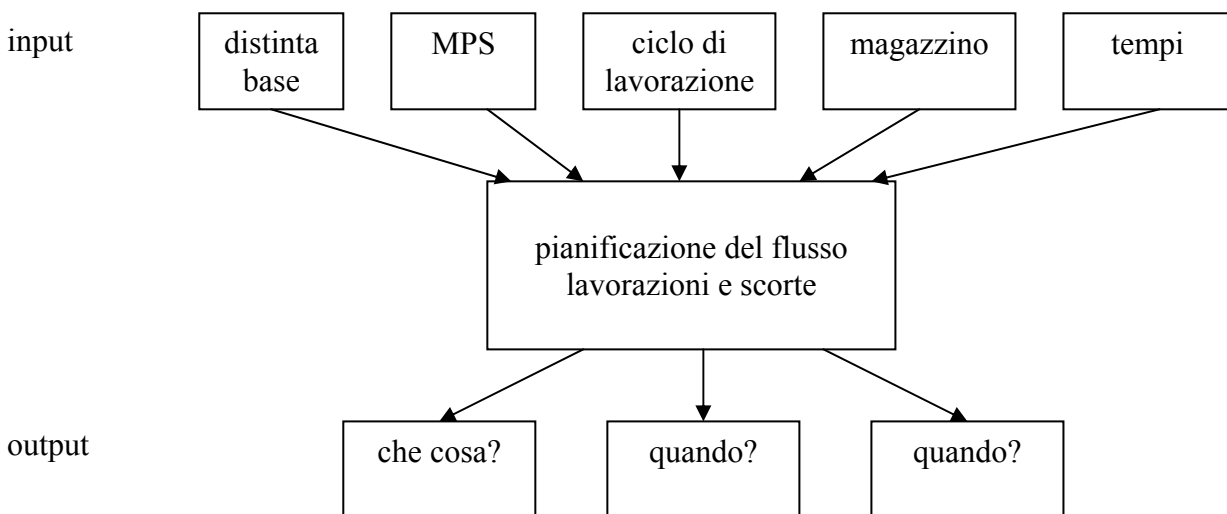 input
distinta
base
MPS
ciclo di
lavorazione
magazzino
tempi
pianificazione del flusso
lavorazioni e scorte
output
che cosa?
quando?
quando?